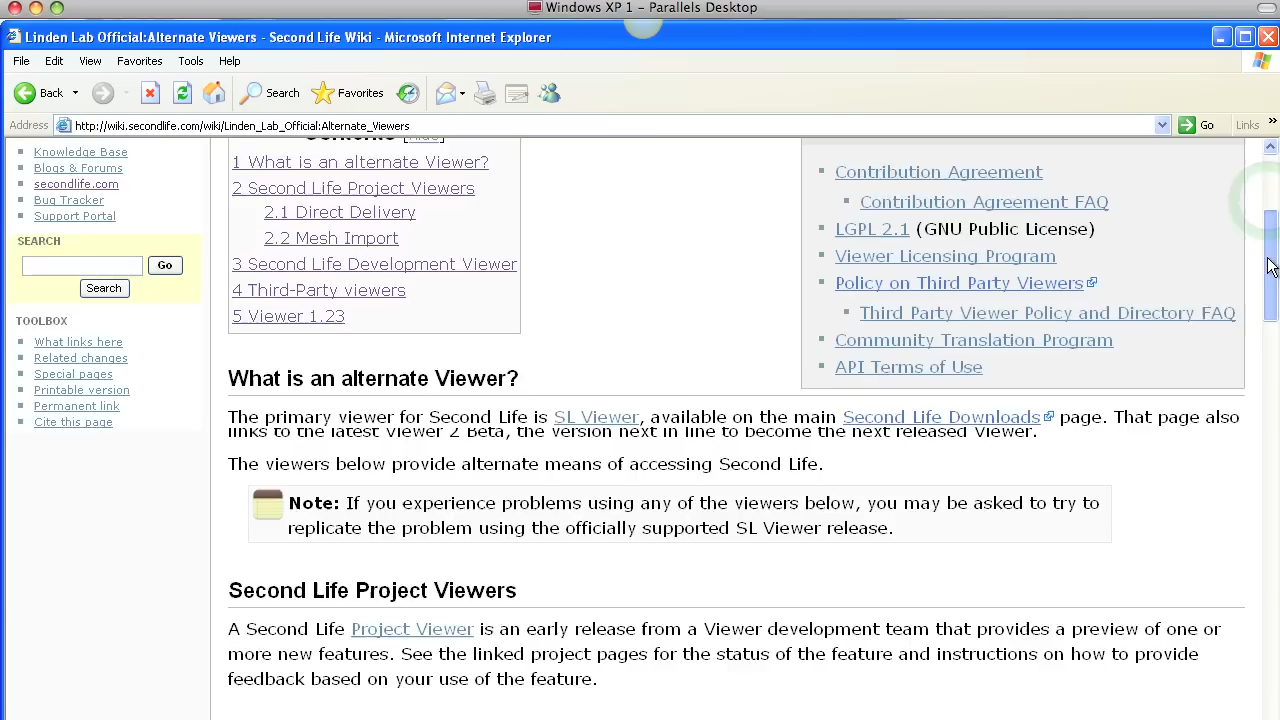 Windows XP 1 - Parallels Desktop
Linden Lab Official:Alternate Viewers - Second Life Wiki - Microsoft Internet Explorer
File Edit View Favorites Tools Help
Back Search Favorites
Address http://wiki.secondlife.com/wiki/Linden_Lab_Official:Alternate_Viewers Go Links »
Knowledge Base
Blogs & Forums
secondlife.com
Bug Tracker
Support Portal
SEARCH
Go
Search
TOOLBOX
What links here
Related changes
Special pages
Printable version
Permanent link
Cite this page
Contents [hide]
1 What is an alternate Viewer?
2 Second Life Project Viewers
2.1 Direct Delivery
2.2 Mesh Import
3 Second Life Development Viewer
4 Third-Party viewers
5 Viewer 1.23
Contribution Agreement
Contribution Agreement FAQ
LGPL 2.1 (GNU Public License)
Viewer Licensing Program
Policy on Third Party Viewers
Third Party Viewer Policy and Directory FAQ
Community Translation Program
API Terms of Use
What is an alternate Viewer?
The primary viewer for Second Life is SL Viewer, available on the main Second Life Downloads page. That page also
links to the latest Viewer 2 Beta, the version next in line to become the next released Viewer.
The viewers below provide alternate means of accessing Second Life.
Note: If you experience problems using any of the viewers below, you may be asked to try to
replicate the problem using the officially supported SL Viewer release.
Second Life Project Viewers
A Second Life Project Viewer is an early release from a Viewer development team that provides a preview of one or
more new features. See the linked project pages for the status of the feature and instructions on how to provide
feedback based on your use of the feature.